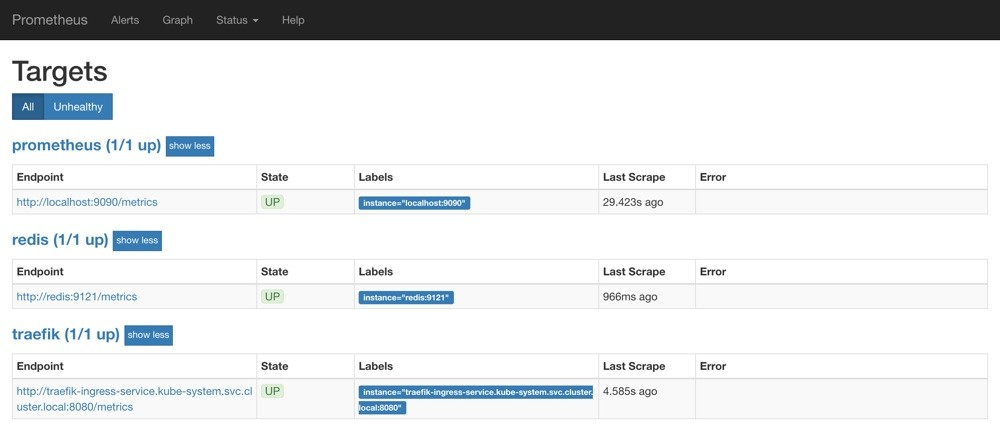 Prometheus Alerts Graph Status Help
Targets
All Unhealthy
prometheus (1/1 up) show less
Endpoint State Labels Last Scrape Error
http://localhost:9090/metrics UP instance="localhost:9090" 29.423s ago
redis (1/1 up) show less
Endpoint State Labels Last Scrape Error
http://redis:9121/metrics UP instance="redis:9121" 966ms ago
traefik (1/1 up) show less
Endpoint State Labels Last Scrape Error
http://traefik-ingress-service.kube-system.svc.cl UP instance="traefik-ingress-service.kube-system.svc.cluster. 4.585s ago
uster.local:8080/metrics local:8080"